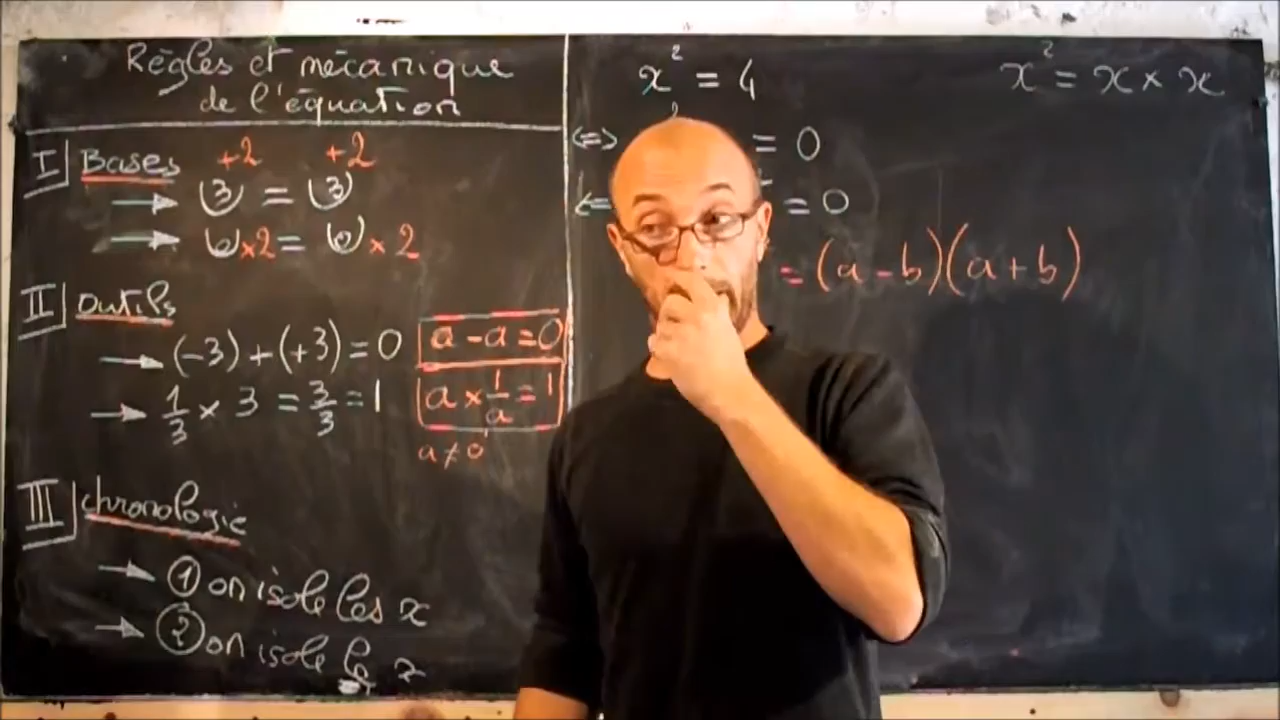 Règles et mécanique
de l'équation
I Bases +2 +2
→ 3 = 3
→ ×2 = ×2
II Outils
→ (-3) + (+3) = 0
→ 1/3 × 3 = 3/3 = 1
a - a = 0
a × 1/a = 1
a ≠ 0
III chronologie
→ ① on isole les x
→ ② on isole le x
x² = 4
<=> = 0
<= = 0
= (a - b)(a + b)
x² = x × x